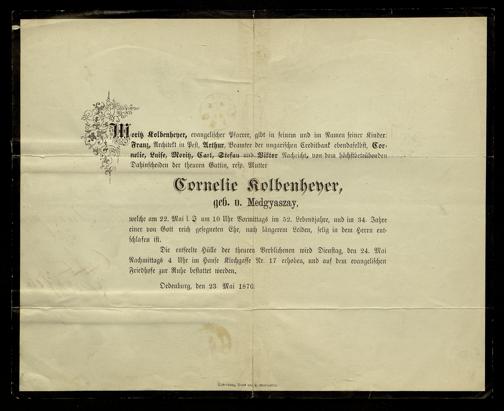 Moritz Kolbenheyer, evangelischer Pfarrer, gibt in seinem und im Namen seiner Kinder:
Franz, Architekt in Pest, Arthur, Beamter der ungarischen Creditbank ebendaselbst, Cor-
nelie, Luise, Moritz, Carl, Stefan und Viktor Nachricht, von dem höchstbetrübenden
Dahinscheiden der theuren Gattin, resp. Mutter
Cornelie Kolbenheyer,
geb. v. Medgyaszay,
welche am 22. Mai l. J. um 10 Uhr Vormittags im 52. Lebensjahre, und im 34. Jahre
einer von Gott reich gesegneten Ehe, nach längerem Leiden, selig in dem Herrn ent-
schlafen ist.
Die entseelte Hülle der theuren Verblichenen wird Dienstag, den 24. Mai
Nachmittags 4 Uhr im Hause Kirchgasse Nr. 17 erhoben, und auf dem evangelischen
Friedhofe zur Ruhe bestattet werden.
Oedenburg, den 23. Mai 1870.